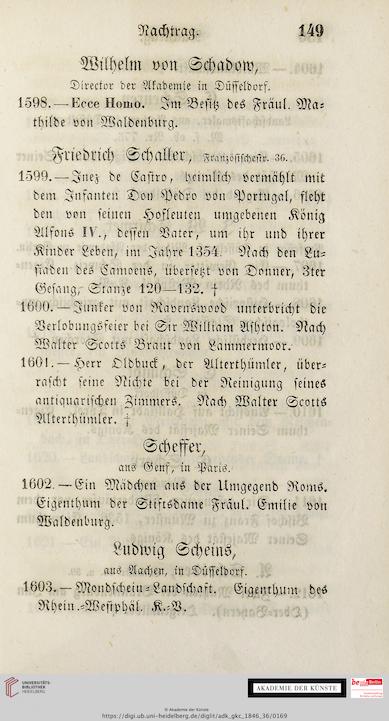 Nachtrag. 149
Wilhelm von Schadow,
Director der Akademie in Düsseldorf.
1598.—Ecce Homo. Im Besitz des Fräul. Ma=
thilde von Waldenburg.
Friedrich Schaller, Französischestr. 36.
1599.—Inez de Castro, heimlich vermählt mit
dem Infanten Don Pedro von Portugal, fleht
den von seinen Hofleuten umgebenen König
Alfons IV., dessen Vater, um ihr und ihrer
Kinder Leben, im Jahre 1354. Nach den Lu=
siaden des Camoens, übersetzt von Donner, 3ter
Gesang, Stanze 120—132. †
1600.—Junker von Ravenswood unterbricht die
Verlobungsfeier bei Sir William Ashton. Nach
Walter Scotts Braut von Lammermoor.
1601.—Herr Oldbuck, der Alterthümler, über=
rascht seine Nichte bei der Reinigung seines
antiquarischen Zimmers. Nach Walter Scotts
Alterthümler. †
Scheffer,
aus Genf, in Paris.
1602.—Ein Mädchen aus der Umgegend Roms.
Eigenthum der Stiftsdame Fräul. Emilie von
Waldenburg.
Ludwig Scheins,
aus Aachen, in Düsseldorf.
1603.—Mondschein=Landschaft. Eigenthum des
Rhein.=Westphäl. K.=V.
UNIVERSITÄTS-
BIBLIOTHEK
HEIDELBERG
AKADEMIE DER KÜNSTE
© Akademie der Künste
https://digi.ub.uni-heidelberg.de/diglit/adk_gkc_1846_36/0169